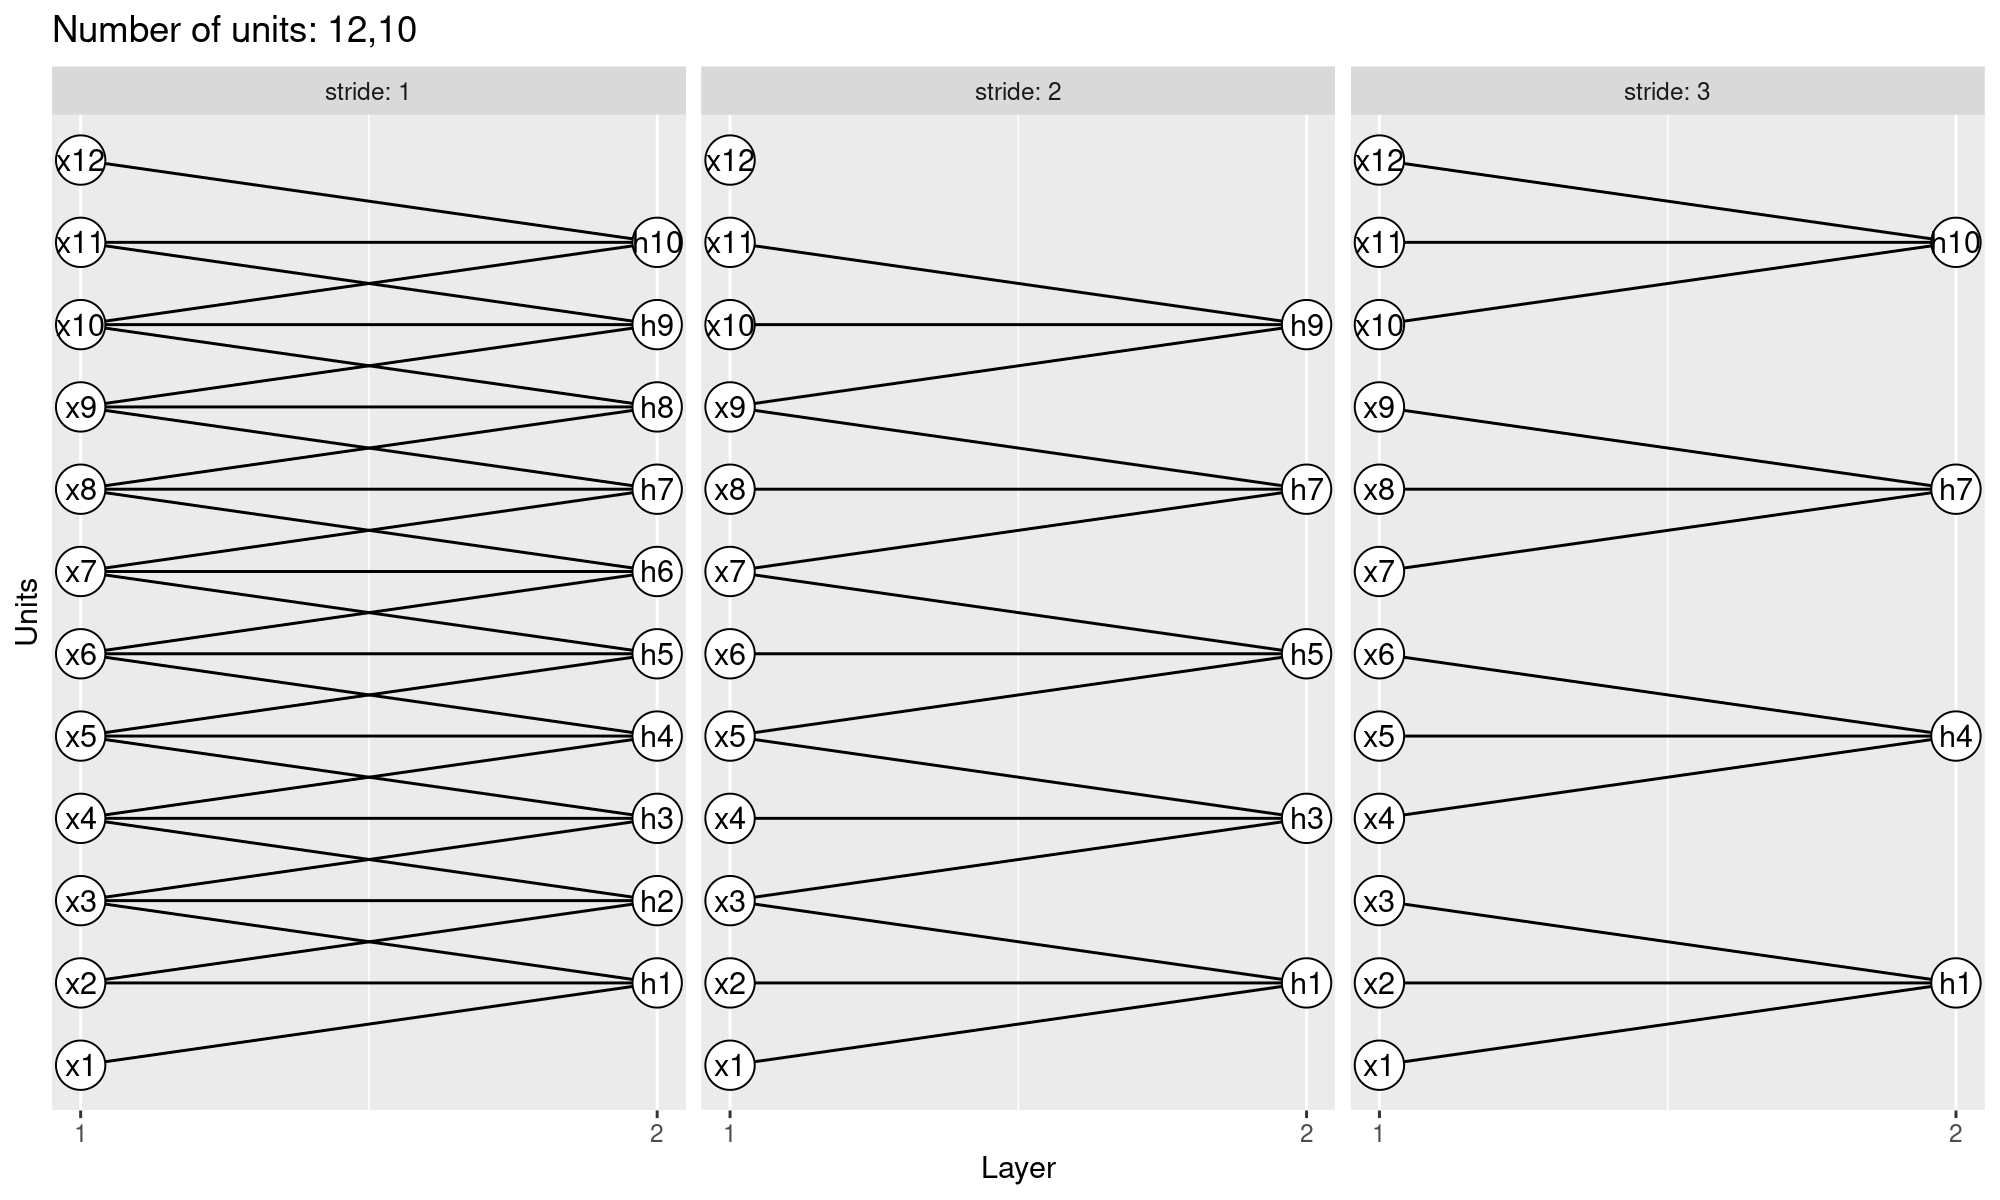 Number of units: 12,10
stride: 1
stride: 2
stride: 3
x12
x11
x10
x9
x8
x7
x6
x5
x4
x3
x2
x1
h10
h9
h8
h7
h6
h5
h4
h3
h2
h1
x12
x11
x10
x9
x8
x7
x6
x5
x4
x3
x2
x1
h9
h7
h5
h3
h1
x12
x11
x10
x9
x8
x7
x6
x5
x4
x3
x2
x1
h10
h7
h4
h1
Units
1 2
1 2
1 2
Layer